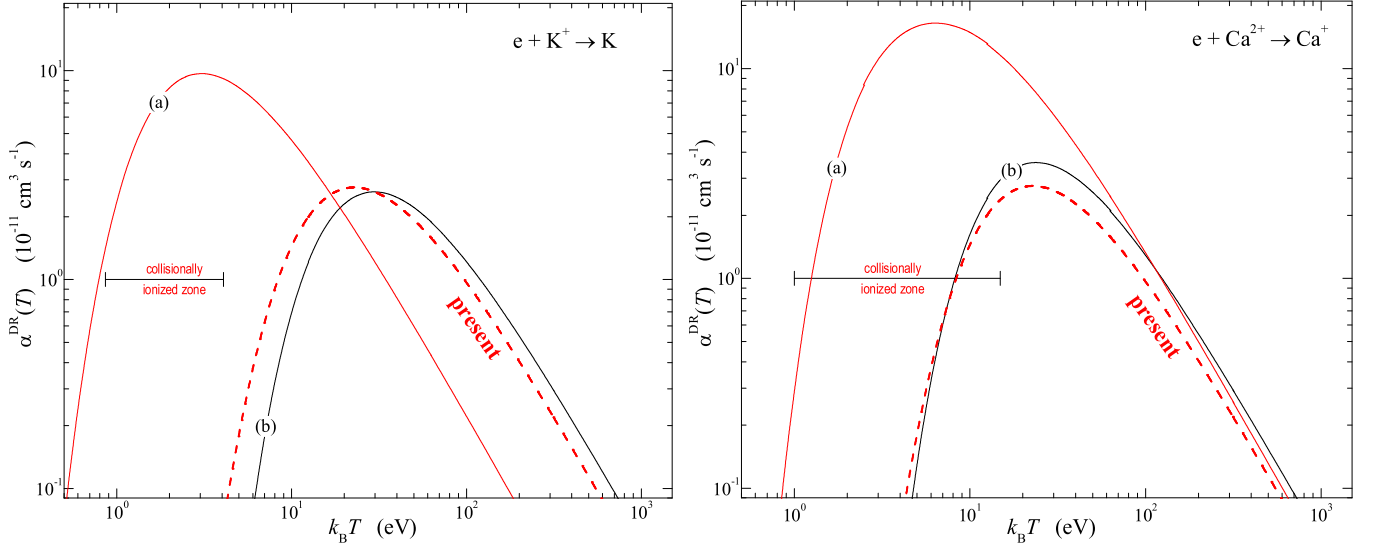 e + K⁺ → K
10¹
(a)
α^DR(T) (10⁻¹¹ cm³ s⁻¹)
10⁰
collisionally
ionized zone
present
(b)
10⁻¹
10⁰ 10¹ 10² 10³
k_B T (eV)
e + Ca²⁺ → Ca⁺
10¹
(a)
(b)
α^DR(T) (10⁻¹¹ cm³ s⁻¹)
10⁰
collisionally
ionized zone
present
10⁻¹
10⁰ 10¹ 10² 10³
k_B T (eV)